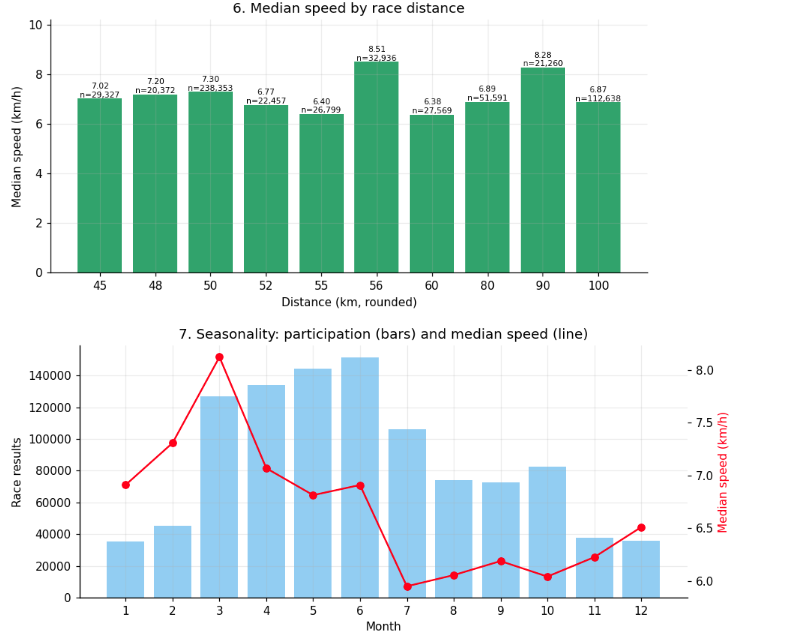 6. Median speed by race distance
10
8
6
4
2
0
Median speed (km/h)
7.02
n=29,327
7.20
n=20,372
7.30
n=238,353
6.77
n=22,457
6.40
n=26,799
8.51
n=32,936
6.38
n=27,569
6.89
n=51,591
8.28
n=21,260
6.87
n=112,638
45 48 50 52 55 56 60 80 90 100
Distance (km, rounded)
7. Seasonality: participation (bars) and median speed (line)
140000
120000
100000
80000
60000
40000
20000
0
Race results
8.0
7.5
7.0
6.5
6.0
Median speed (km/h)
1 2 3 4 5 6 7 8 9 10 11 12
Month